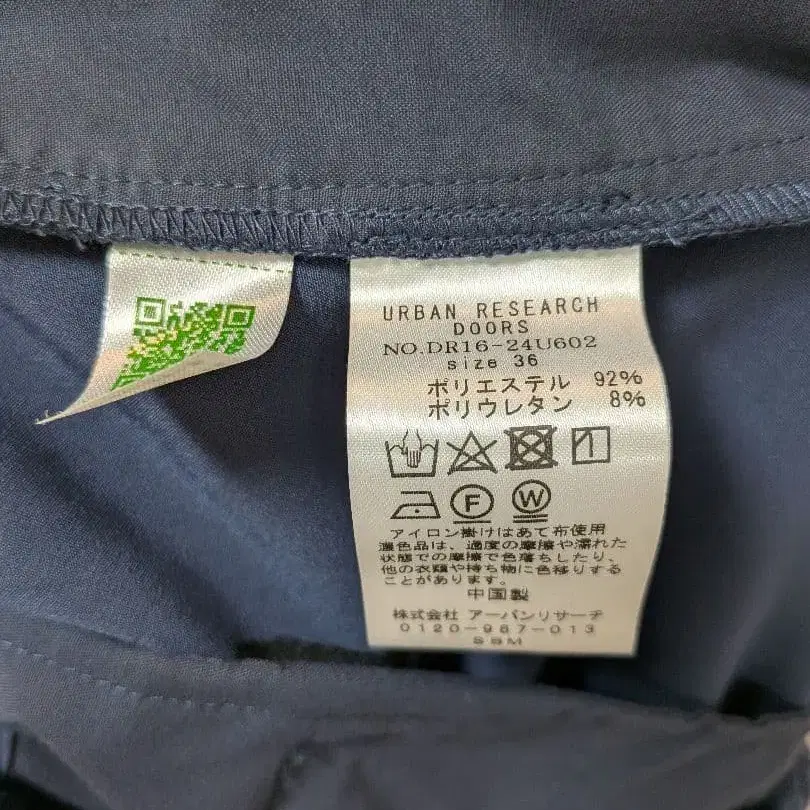 URBAN RESEARCH
DOORS
NO.DR16-24U602
size 36
ポリエステル 92%
ポリウレタン 8%
F W
アイロン掛けはあて布使用
濃色品は、過度の摩擦や濡れた
状態での摩擦で色落ちしたり、
他の衣類や持ち物に色移りする
ことがあります。
中国製
株式会社 アーバンリサーチ
0120-987-013
SSM